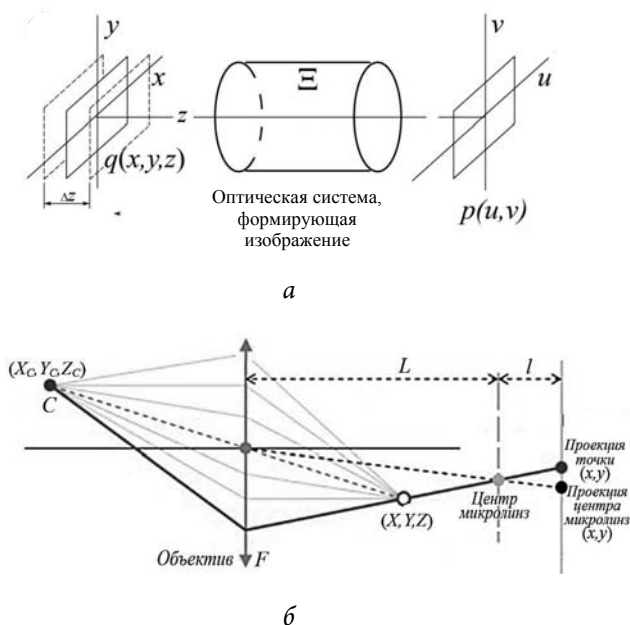 y
x
z
q(x,y,z)
Δz
Ξ
Оптическая система,
формирующая
изображение
v
u
p(u,v)
а
(X_C, Y_C, Z_C)
C
L
l
Проекция
точки
(x,y)
Проекция
центра
микролинз
(x,y)
Центр
микролинз
(X,Y,Z)
Объектив
F
б